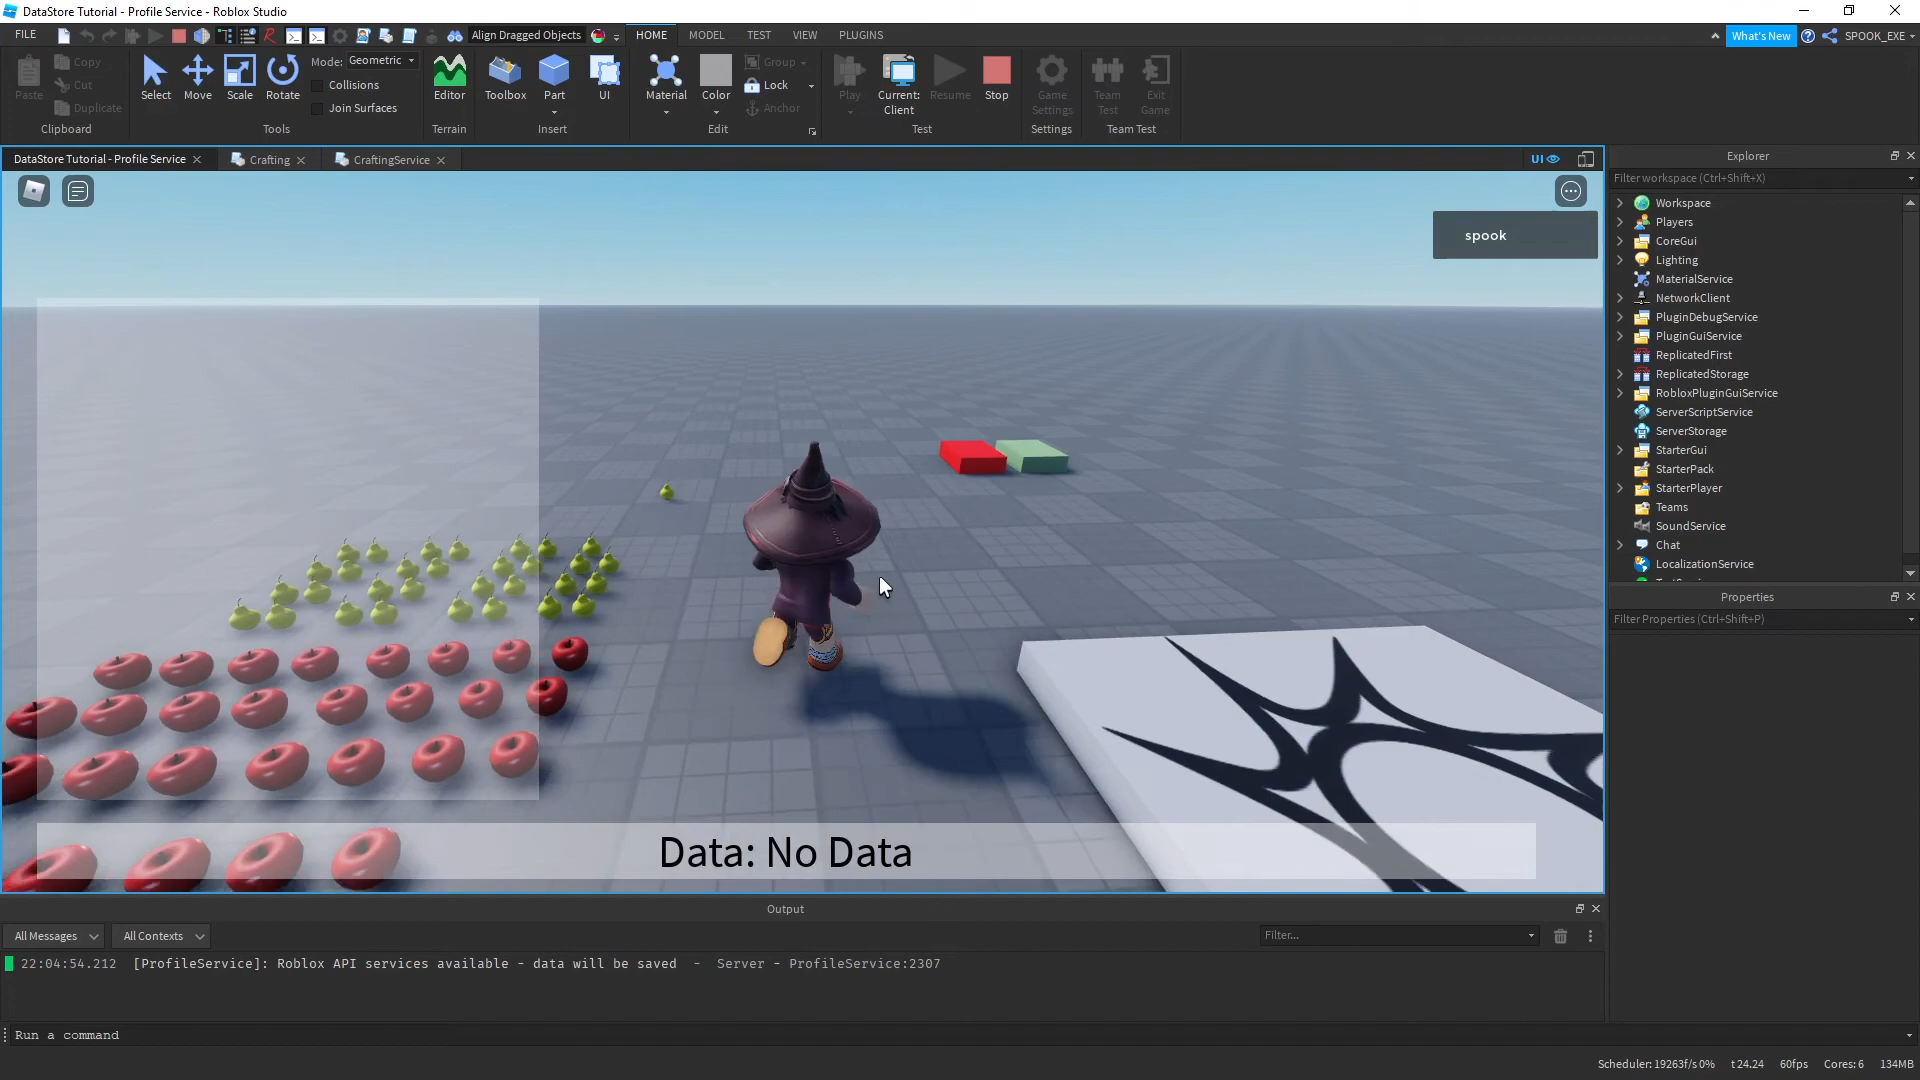 DataStore Tutorial - Profile Service - Roblox Studio
FILE
Align Dragged Objects
HOME
MODEL
TEST
VIEW
PLUGINS
What's New
SPOOK_EXE
Paste
Copy
Cut
Duplicate
Clipboard
Select
Move
Scale
Rotate
Mode: Geometric
Collisions
Join Surfaces
Tools
Editor
Terrain
Toolbox
Part
UI
Insert
Material
Color
Group
Lock
Anchor
Edit
Play
Current:
Client
Resume
Stop
Test
Game
Settings
Settings
Team
Test
Exit
Game
Team Test
DataStore Tutorial - Profile Service
Crafting
CraftingService
UI
spook
Data: No Data
Explorer
Filter workspace (Ctrl+Shift+X)
Workspace
Players
CoreGui
Lighting
MaterialService
NetworkClient
PluginDebugService
PluginGuiService
ReplicatedFirst
ReplicatedStorage
RobloxPluginGuiService
ServerScriptService
ServerStorage
StarterGui
StarterPack
StarterPlayer
Teams
SoundService
Chat
LocalizationService
Properties
Filter Properties (Ctrl+Shift+P)
Output
All Messages
All Contexts
Filter...
22:04:54.212 [ProfileService]: Roblox API services available - data will be saved - Server - ProfileService:2307
Run a command
Scheduler: 19263f/s 0% t 24.24 60fps Cores: 6 134MB